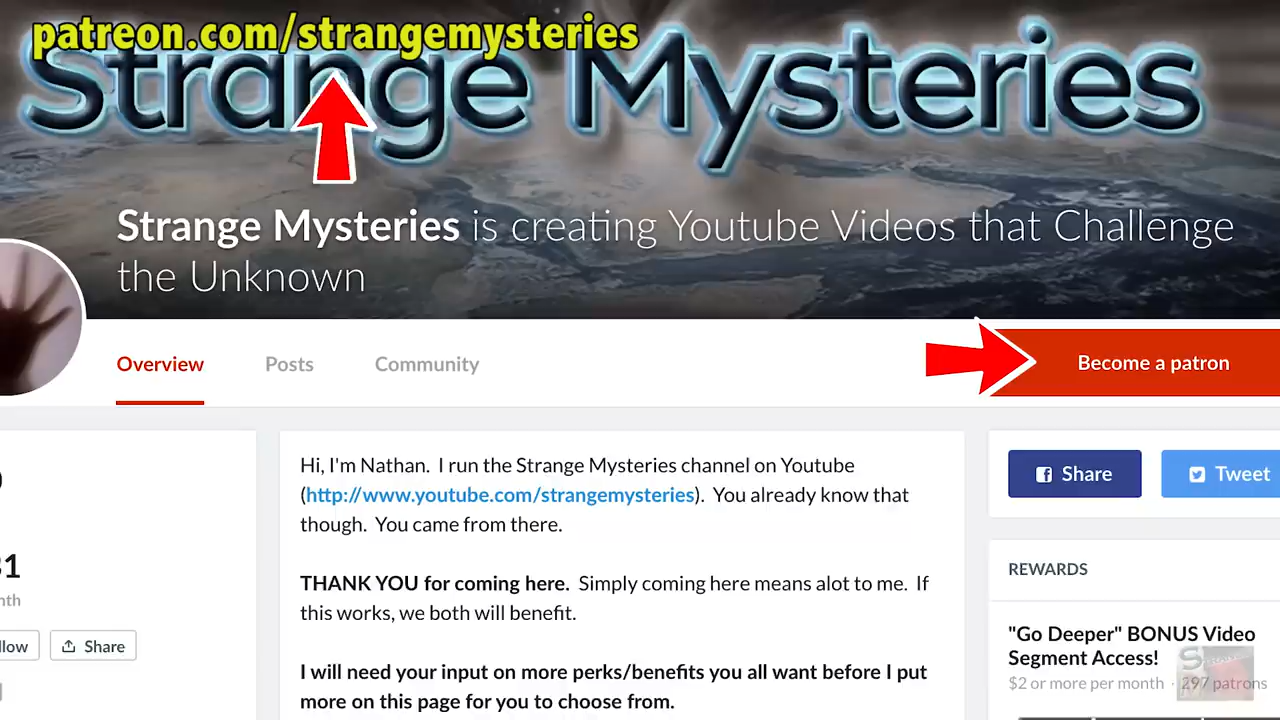 patreon.com/strangemysteries
Strange Mysteries
Strange Mysteries is creating Youtube Videos that Challenge
the Unknown
Overview
Posts
Community
Become a patron
Hi, I'm Nathan. I run the Strange Mysteries channel on Youtube
(http://www.youtube.com/strangemysteries). You already know that
though. You came from there.
THANK YOU for coming here. Simply coming here means alot to me. If
this works, we both will benefit.
I will need your input on more perks/benefits you all want before I put
more on this page for you to choose from.
Share
Tweet
REWARDS
"Go Deeper" BONUS Video
Segment Access!
$2 or more per month · 297 patrons
Share